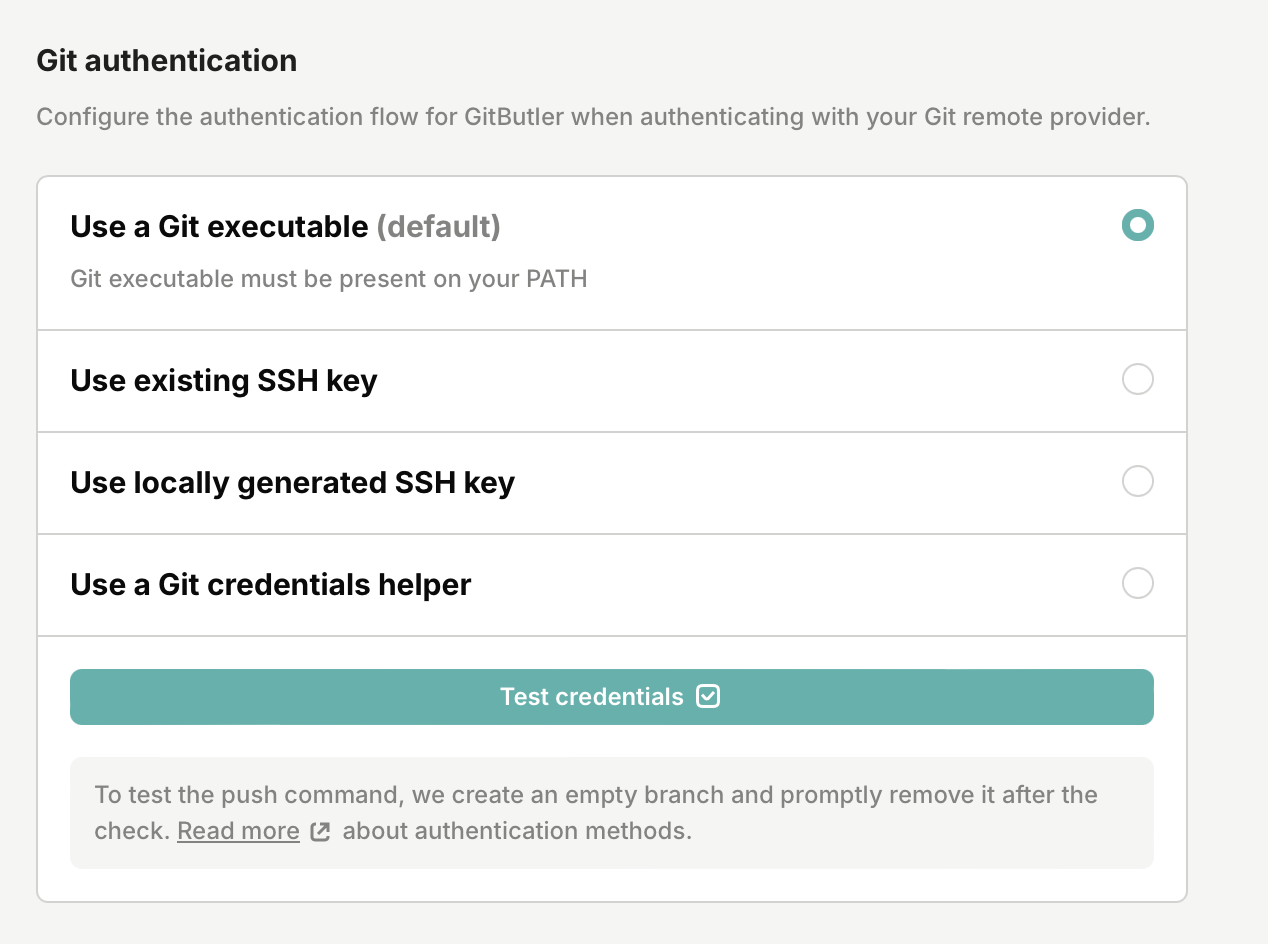 Git authentication
Configure the authentication flow for GitButler when authenticating with your Git remote provider.
Use a Git executable (default)
Git executable must be present on your PATH
Use existing SSH key
Use locally generated SSH key
Use a Git credentials helper
Test credentials
To test the push command, we create an empty branch and promptly remove it after the
check. Read more about authentication methods.